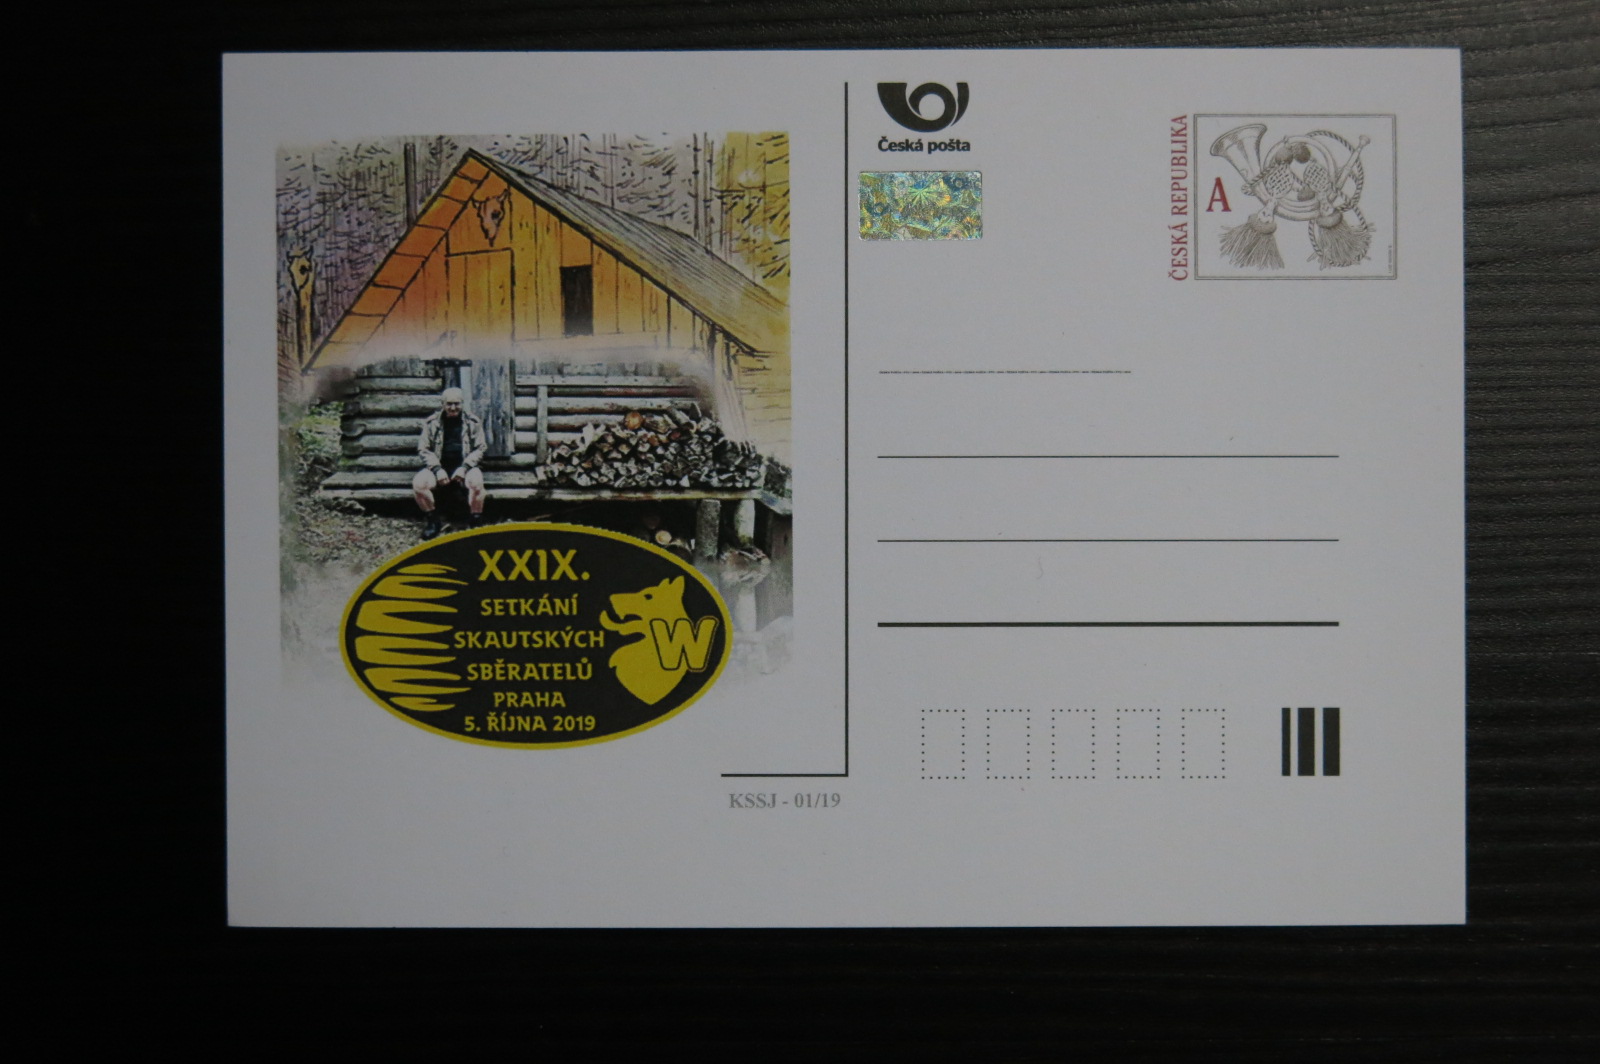 XXIX.
SETKÁNÍ
SKAUTSKÝCH
SBĚRATELŮ
PRAHA
5. ŘÍJNA 2019
W
KSSJ - 01/19
Česká pošta
ČESKÁ REPUBLIKA
A